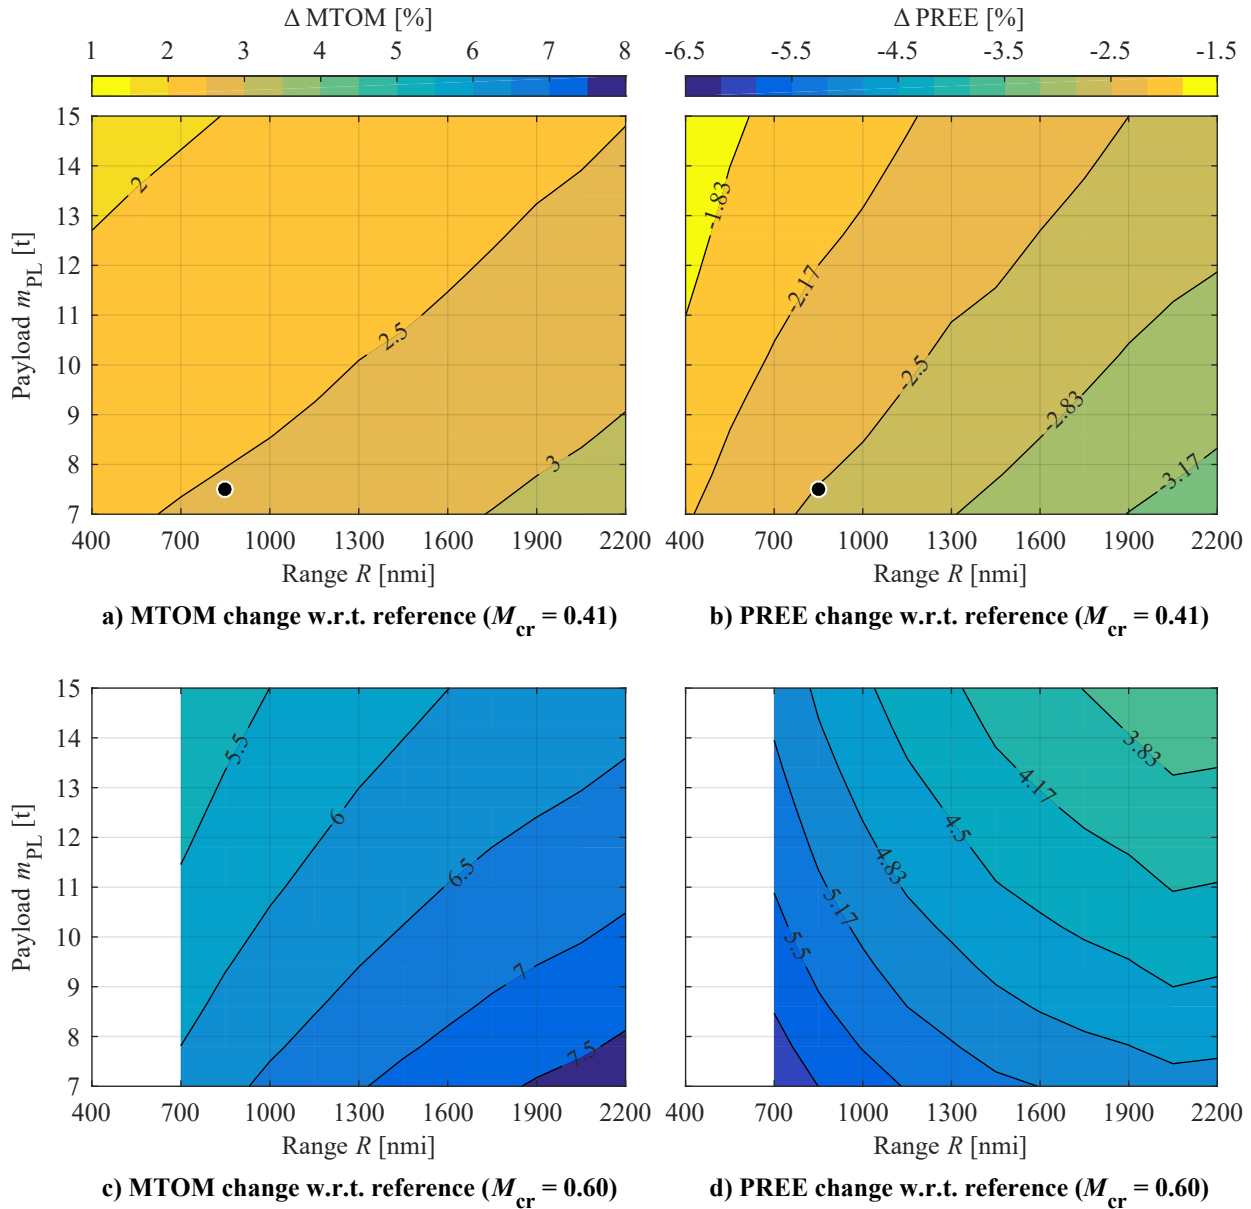 Δ MTOM [%]
1 2 3 4 5 6 7 8
Δ PREE [%]
-6.5 -5.5 -4.5 -3.5 -2.5 -1.5
15
14
13
12
11
10
9
8
7
Payload mPL [t]
2
2.5
3
400 700 1000 1300 1600 1900 2200
Range R [nmi]
a) MTOM change w.r.t. reference (Mcr = 0.41)
-1.83
-2.17
-2.5
-2.83
-3.17
400 700 1000 1300 1600 1900 2200
Range R [nmi]
b) PREE change w.r.t. reference (Mcr = 0.41)
15
14
13
12
11
10
9
8
7
Payload mPL [t]
5.5
6
6.5
7
7.5
400 700 1000 1300 1600 1900 2200
Range R [nmi]
c) MTOM change w.r.t. reference (Mcr = 0.60)
3.83
4.17
4.5
4.83
5.17
5.5
400 700 1000 1300 1600 1900 2200
Range R [nmi]
d) PREE change w.r.t. reference (Mcr = 0.60)